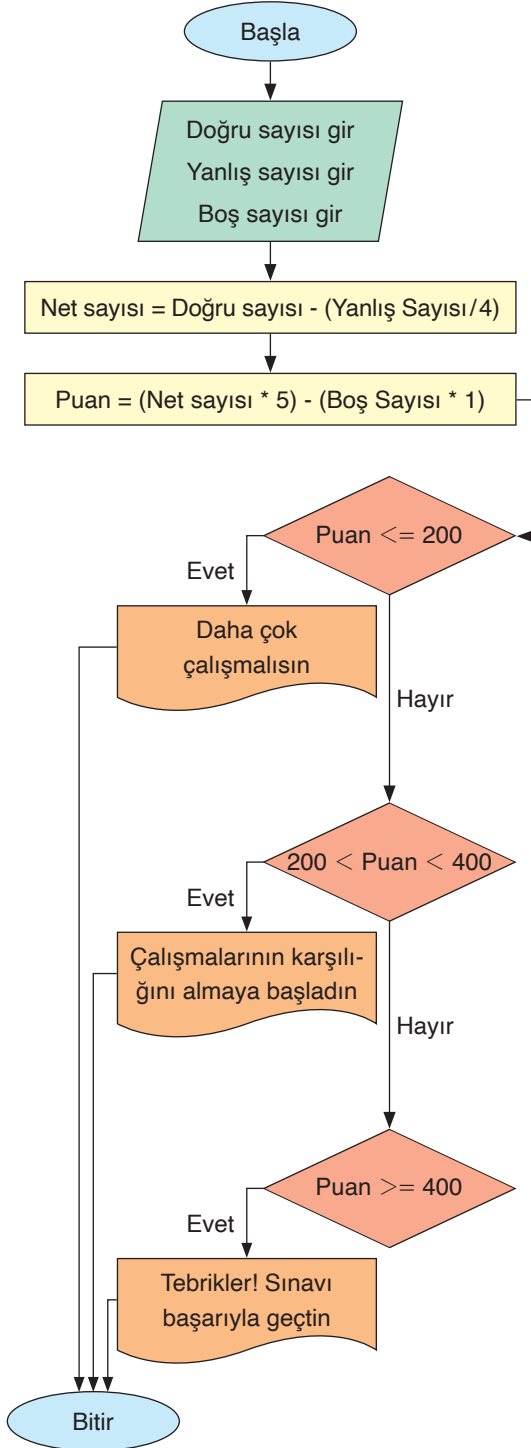 Başla
Doğru sayısı gir
Yanlış sayısı gir
Boş sayısı gir
Net sayısı = Doğru sayısı - (Yanlış Sayısı/4)
Puan = (Net sayısı * 5) - (Boş Sayısı * 1)
Puan <= 200
Evet
Daha çok
çalışmalısın
Hayır
200 < Puan < 400
Evet
Çalışmalarının karşılı-
ğını almaya başladın
Hayır
Puan >= 400
Evet
Tebrikler! Sınavı
başarıyla geçtin
Bitir